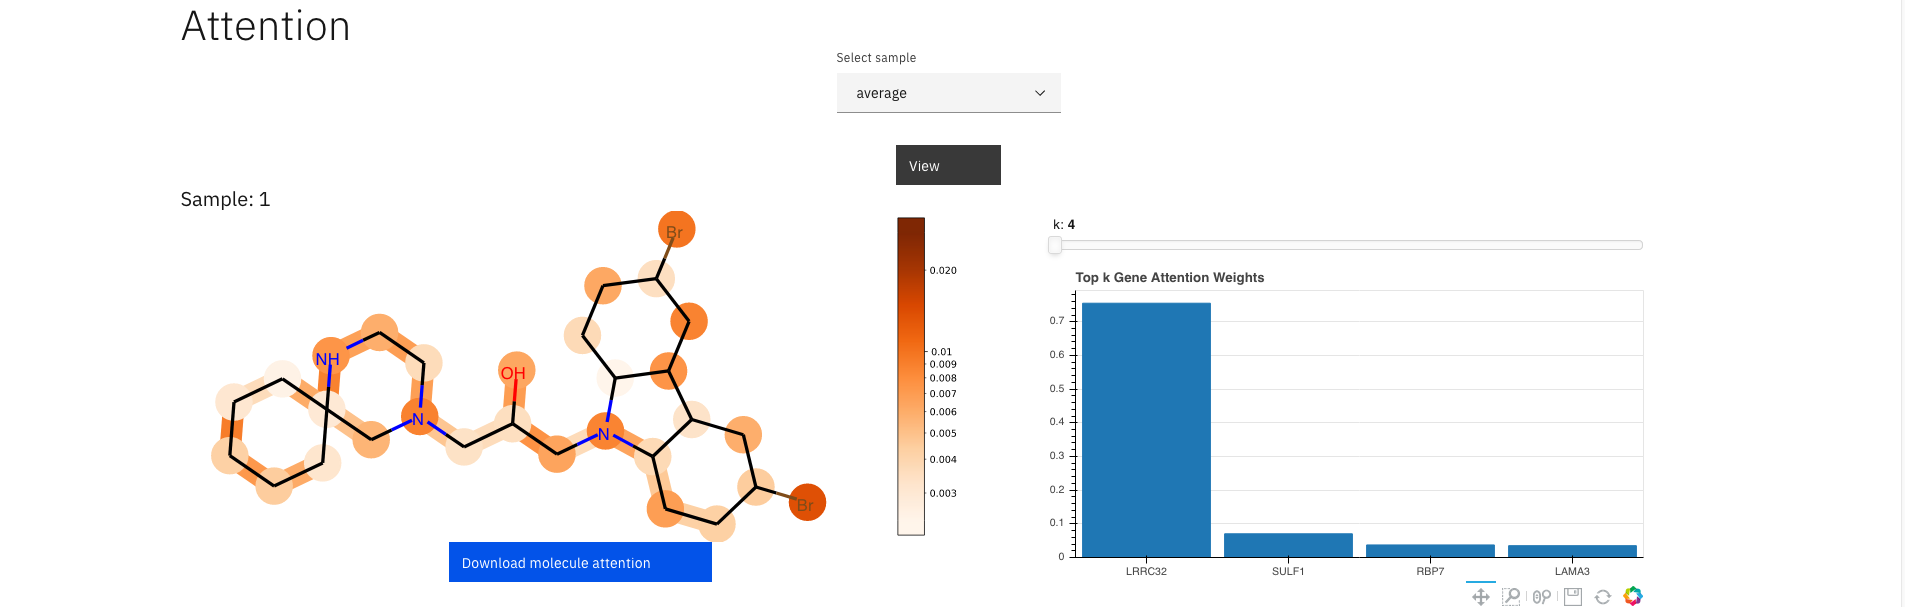 Attention
Select sample
average
View
Sample: 1
Br
NH
OH
N
N
Br
Download molecule attention
0.020
0.01
0.009
0.008
0.007
0.006
0.005
0.004
0.003
k: 4
Top k Gene Attention Weights
0.7
0.6
0.5
0.4
0.3
0.2
0.1
0
LRRC32 SULF1 RBP7 LAMA3